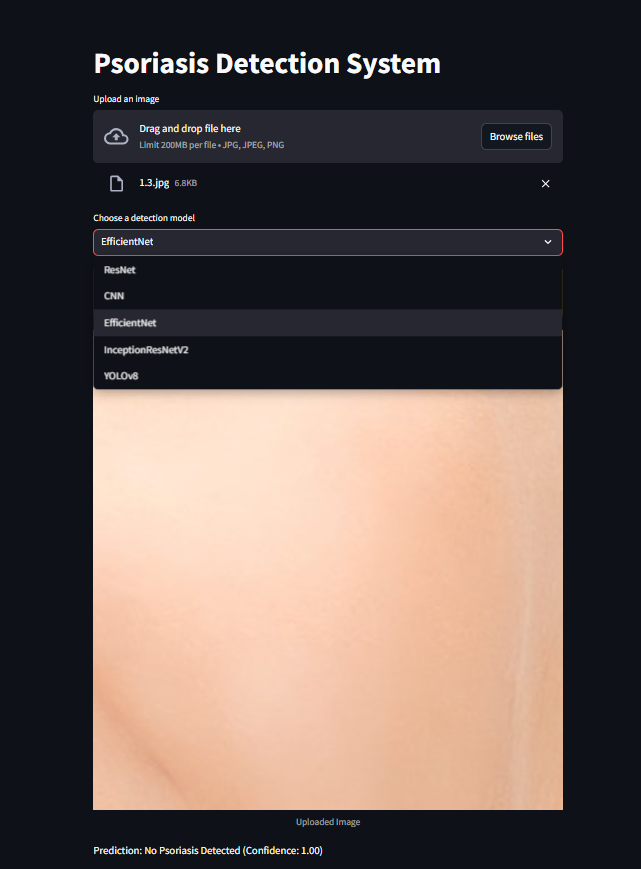 Psoriasis Detection System
Upload an image
Drag and drop file here
Limit 200MB per file • JPG, JPEG, PNG
Browse files
1.3.jpg 6.8KB
Choose a detection model
EfficientNet
ResNet
CNN
EfficientNet
InceptionResNetV2
YOLOv8
Uploaded Image
Prediction: No Psoriasis Detected (Confidence: 1.00)